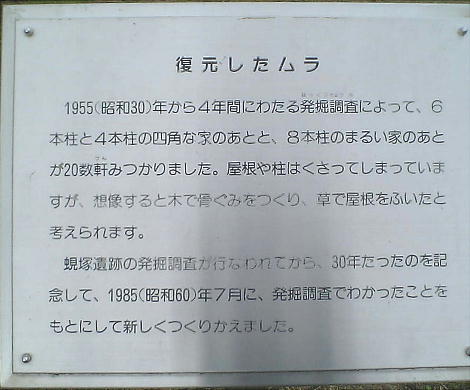 復元したムラ
1955(昭和30)年から4年間にわたる発掘調査によって、6
本柱と4本柱の四角な家のあとと、8本柱のまるい家のあと
が20数軒みつかりました。屋根や柱はくさってしまっていま
すが、想像すると木で骨ぐみをつくり、草で屋根をふいたと
考えられます。
蜆塚遺跡の発掘調査が行なわれてから、30年たったのを記
念して、1985(昭和60)年7月に、発掘調査でわかったことを
もとにして新しくつくりかえました。